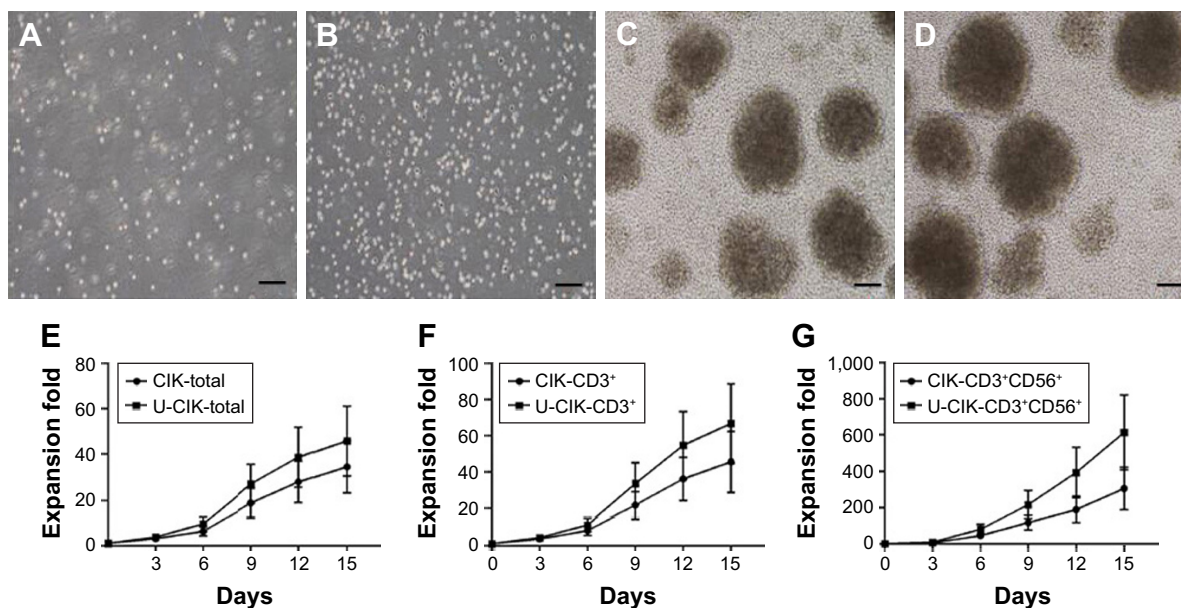 A
B
C
D
E
80
60
40
20
0
Expansion fold
CIK-total
U-CIK-total
3
6
9
12
15
Days
F
100
80
60
40
20
0
Expansion fold
CIK-CD3⁺
U-CIK-CD3⁺
0
3
6
9
12
15
Days
G
1,000
800
600
400
200
0
Expansion fold
CIK-CD3⁺CD56⁺
U-CIK-CD3⁺CD56⁺
0
3
6
9
12
15
Days